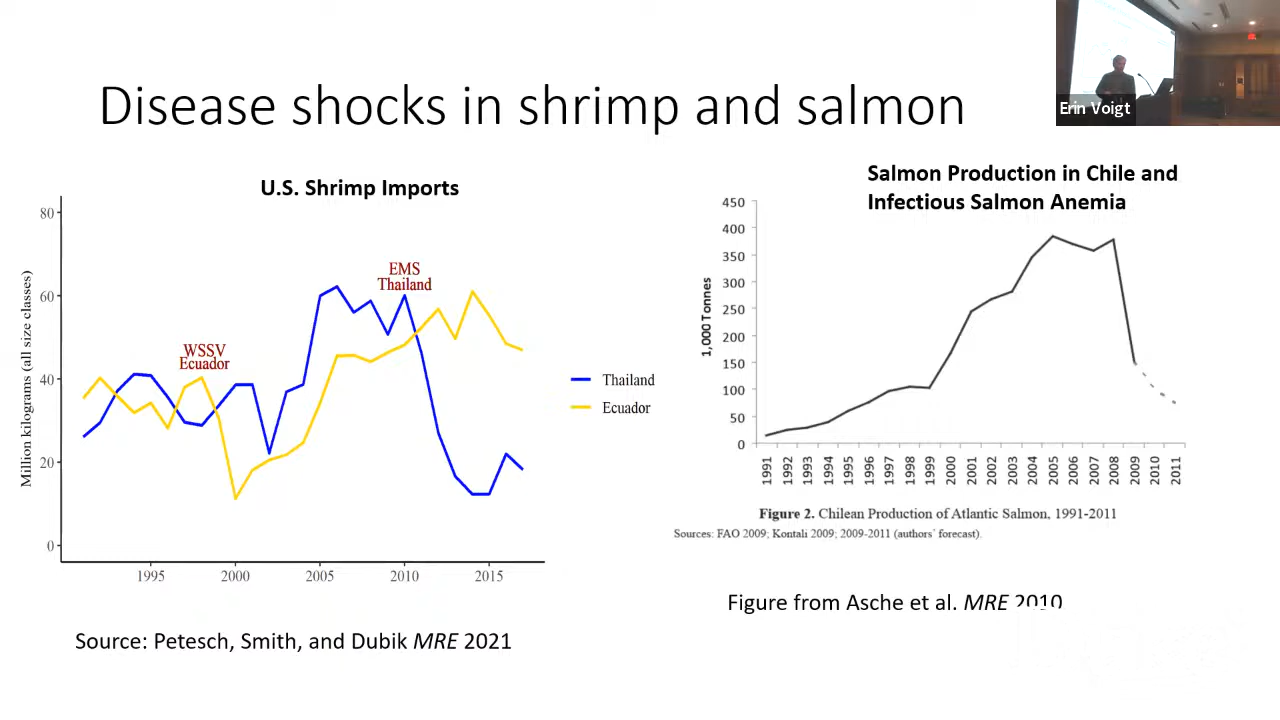 Disease shocks in shrimp and salmon
Erin Voigt
U.S. Shrimp Imports
Million kilograms (all size classes)
80
60
40
20
0
WSSV
Ecuador
EMS
Thailand
Thailand
Ecuador
1995
2000
2005
2010
2015
Source: Petesch, Smith, and Dubik MRE 2021
Salmon Production in Chile and
Infectious Salmon Anemia
1,000 Tonnes
450
400
350
300
250
200
150
100
50
0
1991
1992
1993
1994
1995
1996
1997
1998
1999
2000
2001
2002
2003
2004
2005
2006
2007
2008
2009
2010
2011
Figure 2. Chilean Production of Atlantic Salmon, 1991-2011
Sources: FAO 2009; Kontali 2009; 2009-2011 (authors' forecast).
Figure from Asche et al. MRE 2010